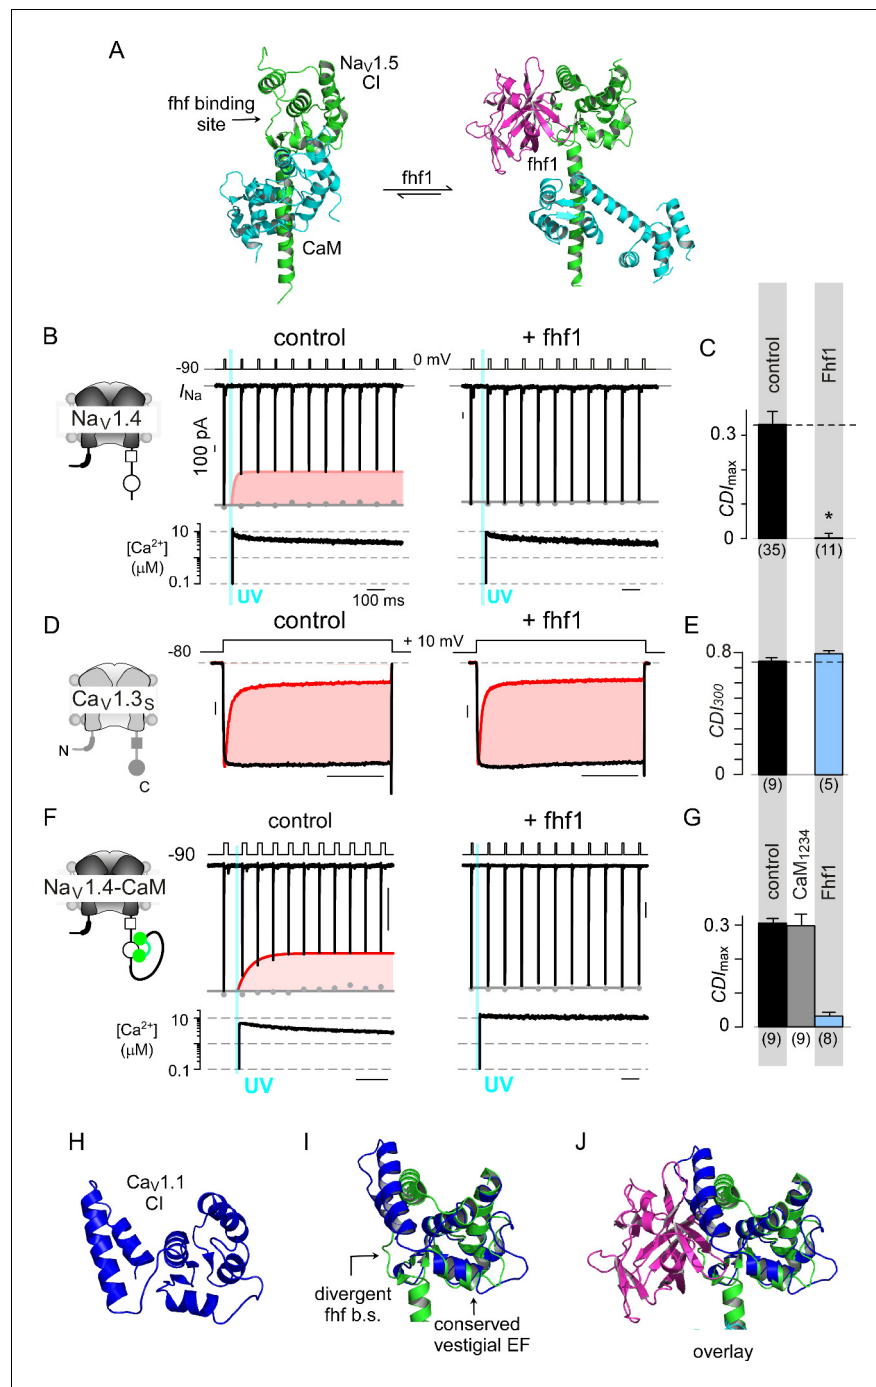 A
NaV1.5
CI
fhf binding
site
fhf1
fhf1
CaM
B
control
+ fhf1
-90
0 mV
INa
NaV1.4
100 pA
[Ca2+]
(μM)
10
0.1
UV
100 ms
UV
C
control
Fhf1
CDImax
0.3
0
*
(35)
(11)
D
control
+ fhf1
-80
+ 10 mV
CaV1.3S
N
C
E
CDI300
0.8
0
(9)
(5)
F
control
+ fhf1
-90
NaV1.4-CaM
[Ca2+]
(μM)
10
0.1
UV
UV
G
control
CaM1234
Fhf1
CDImax
0.3
0
(9)
(9)
(8)
H
CaV1.1
CI
I
divergent
fhf b.s.
conserved
vestigial EF
J
overlay